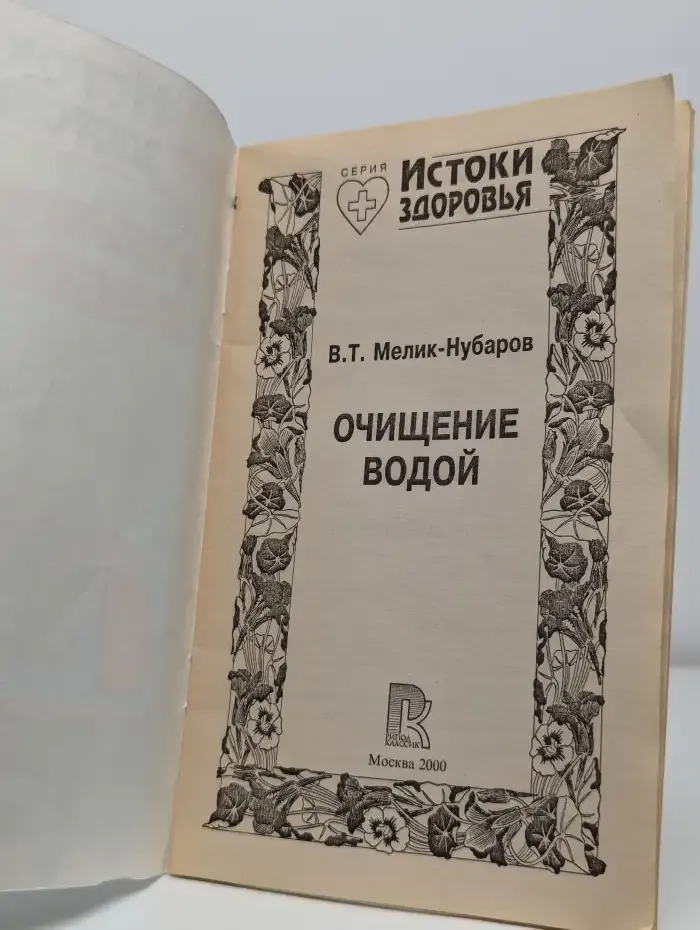 СЕРИЯ
ИСТОКИ
ЗДОРОВЬЯ
В.Т. Мелик-Нубаров
ОЧИЩЕНИЕ
ВОДОЙ
РИПОЛ
КЛАССИК
Москва 2000